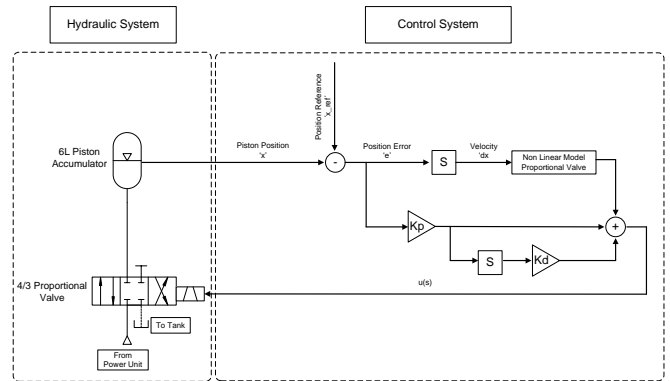 Hydraulic System
Control System
Position Reference
'x_ref'
6L Piston
Accumulator
Piston Position
'x'
-
Position Error
'e'
S
Velocity
'dx'
Non Linear Model
Proportional Valve
Kp
+
S
Kd
u(s)
4/3 Proportional
Valve
To Tank
From
Power Unit